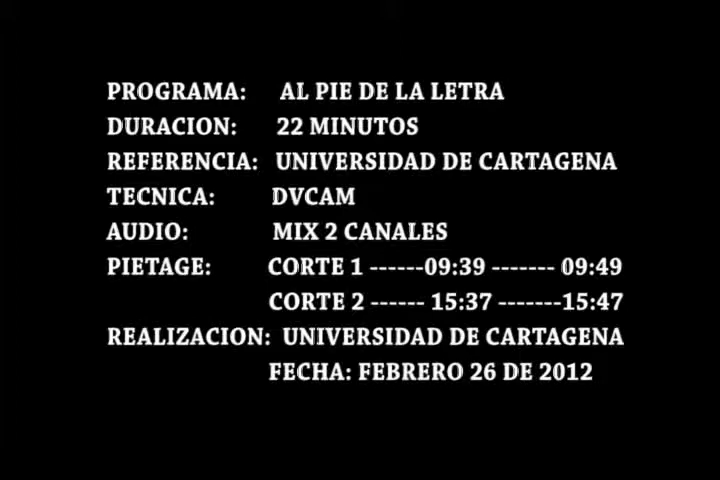 PROGRAMA: AL PIE DE LA LETRA
DURACION: 22 MINUTOS
REFERENCIA: UNIVERSIDAD DE CARTAGENA
TECNICA: DVCAM
AUDIO: MIX 2 CANALES
PIETAGE: CORTE 1 ------09:39 ------- 09:49
CORTE 2 ------ 15:37 -------15:47
REALIZACION: UNIVERSIDAD DE CARTAGENA
FECHA: FEBRERO 26 DE 2012